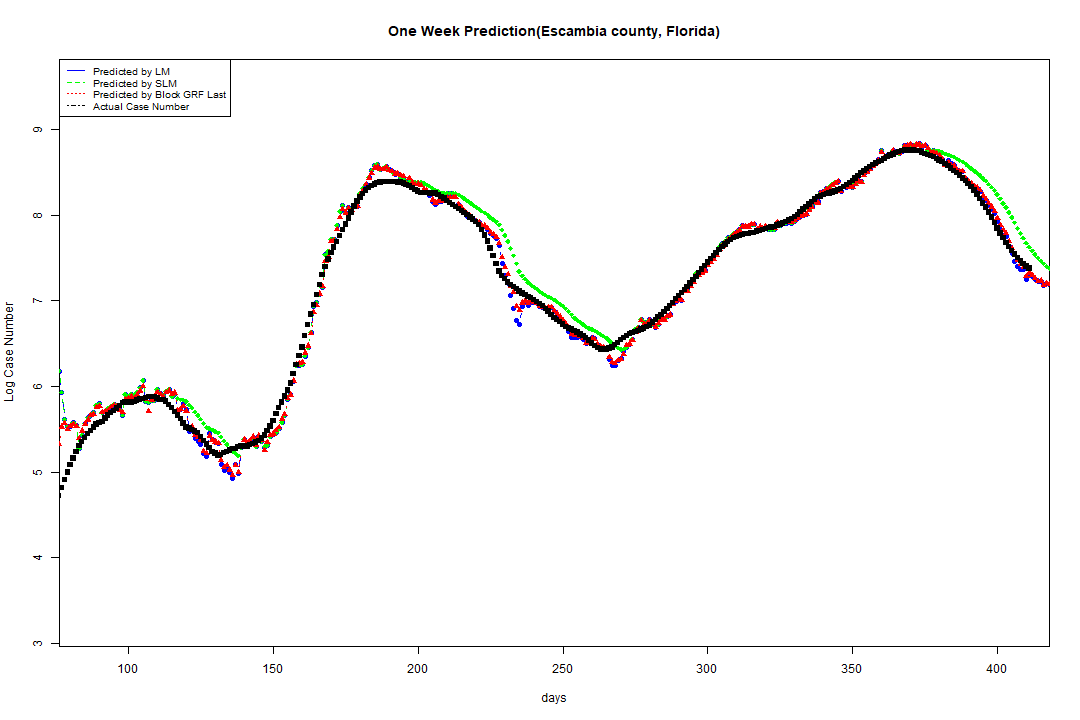 One Week Prediction(Escambia county, Florida)
Predicted by LM
Predicted by SLM
Predicted by Block GRF Last
Actual Case Number
9
8
7
6
5
4
3
Log Case Number
100 150 200 250 300 350 400
days